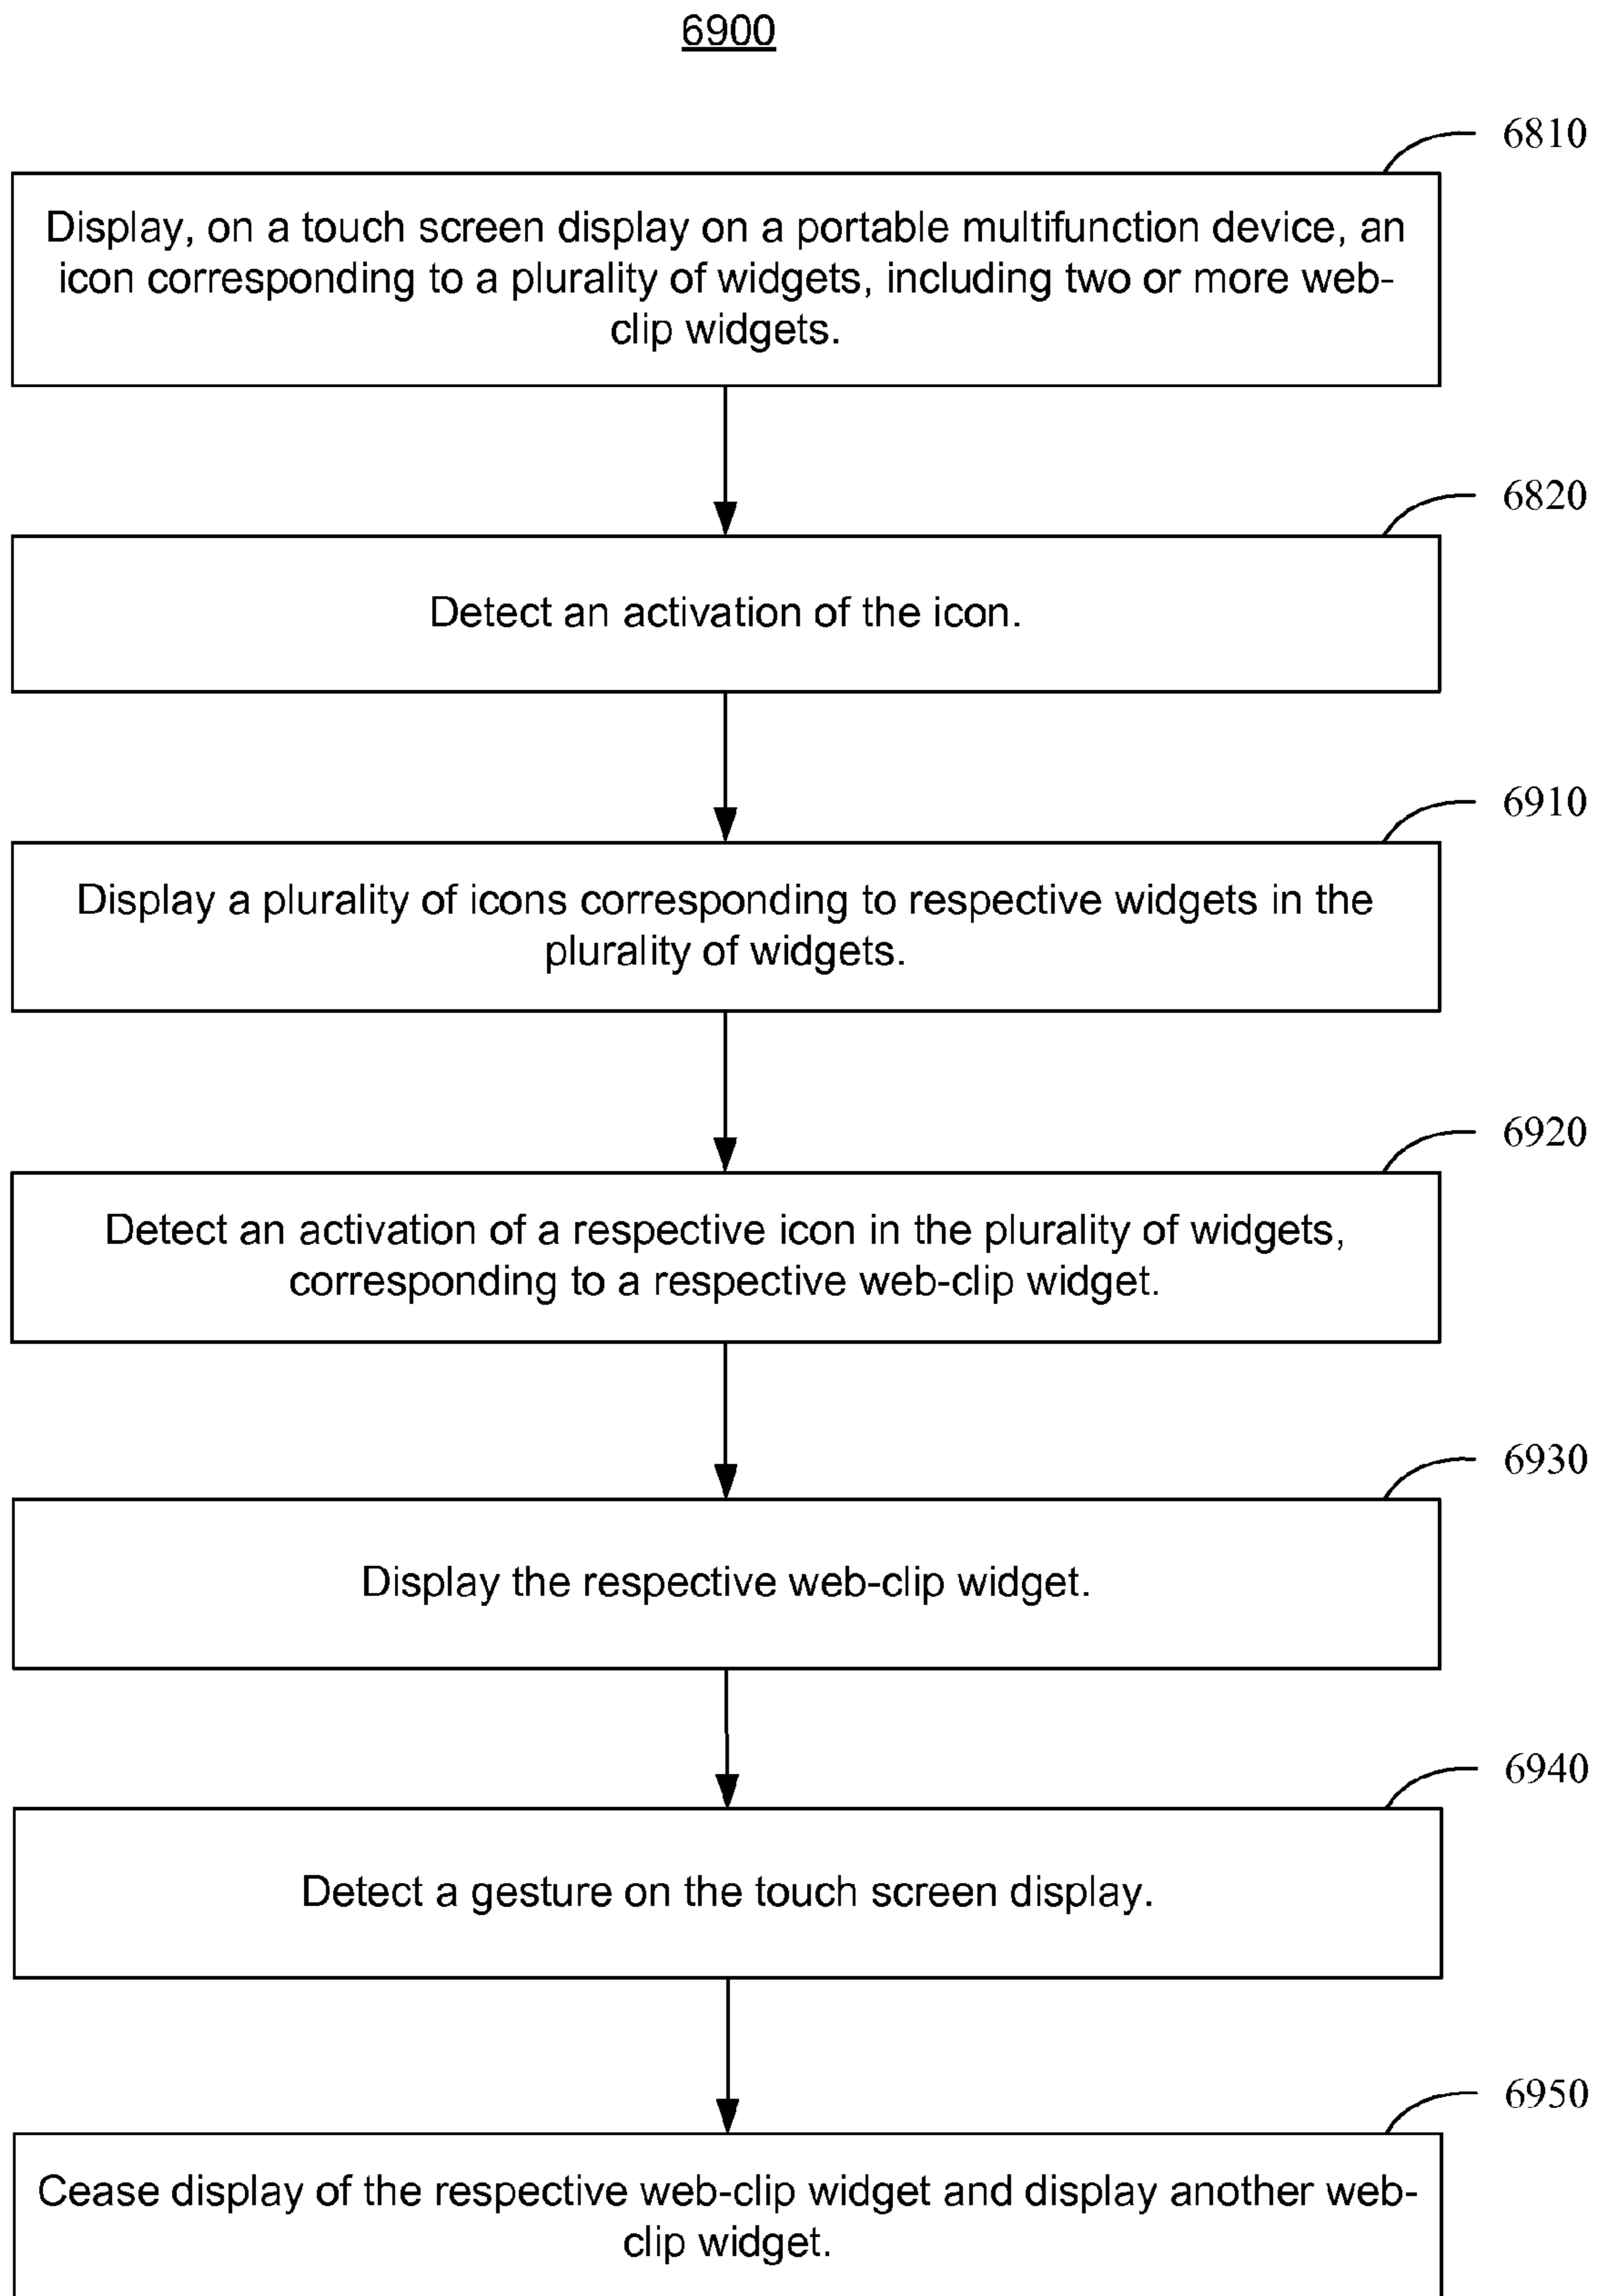 6900
6810
Display, on a touch screen display on a portable multifunction device, an
icon corresponding to a plurality of widgets, including two or more web-
clip widgets.
6820
Detect an activation of the icon.
6910
Display a plurality of icons corresponding to respective widgets in the
plurality of widgets.
6920
Detect an activation of a respective icon in the plurality of widgets,
corresponding to a respective web-clip widget.
6930
Display the respective web-clip widget.
6940
Detect a gesture on the touch screen display.
6950
Cease display of the respective web-clip widget and display another web-
clip widget.